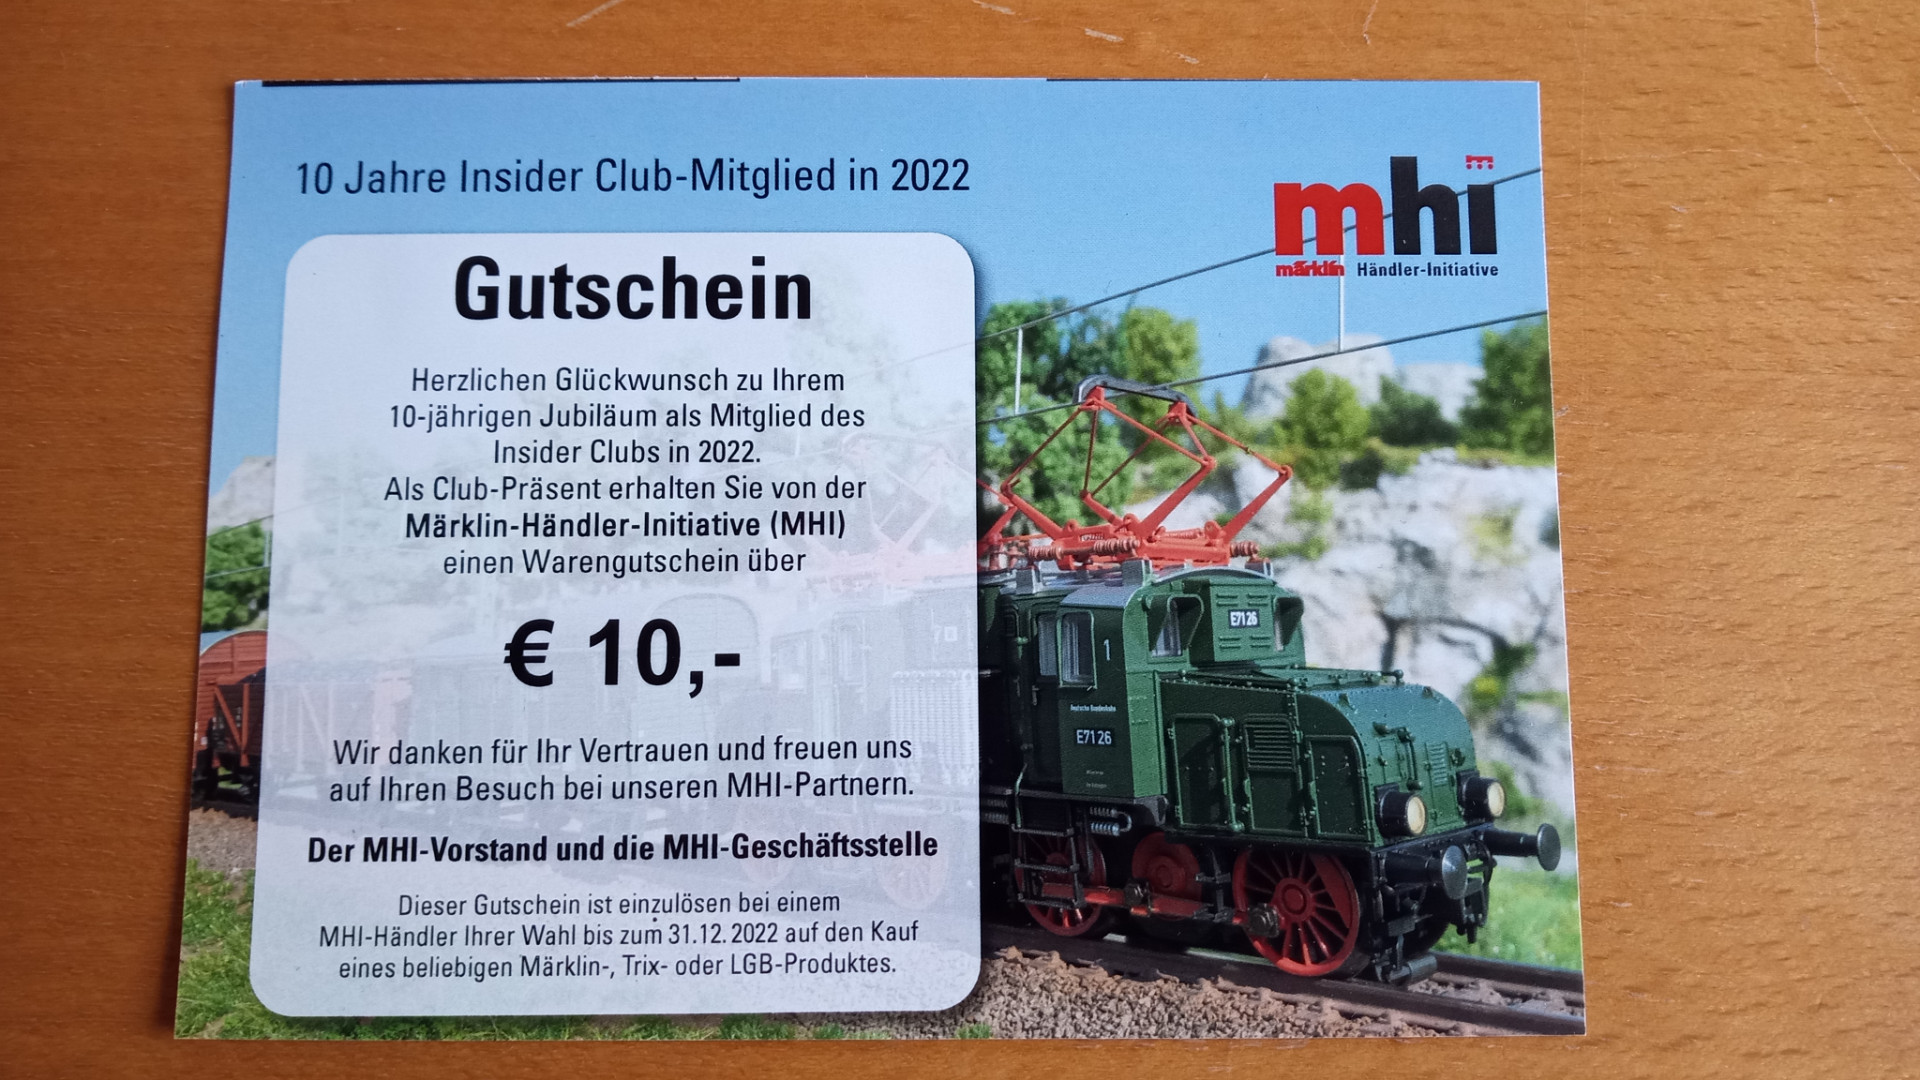 10 Jahre Insider Club-Mitglied in 2022
mhi
märklin Händler-Initiative
Gutschein
Herzlichen Glückwunsch zu Ihrem
10-jährigen Jubiläum als Mitglied des
Insider Clubs in 2022.
Als Club-Präsent erhalten Sie von der
Märklin-Händler-Initiative (MHI)
einen Warengutschein über
€ 10,-
Wir danken für Ihr Vertrauen und freuen uns
auf Ihren Besuch bei unseren MHI-Partnern.
Der MHI-Vorstand und die MHI-Geschäftsstelle
Dieser Gutschein ist einzulösen bei einem
MHI-Händler Ihrer Wahl bis zum 31.12.2022 auf den Kauf
eines beliebigen Märklin-, Trix- oder LGB-Produktes.
E71 26
1
Deutsche Bundesbahn
E71 26